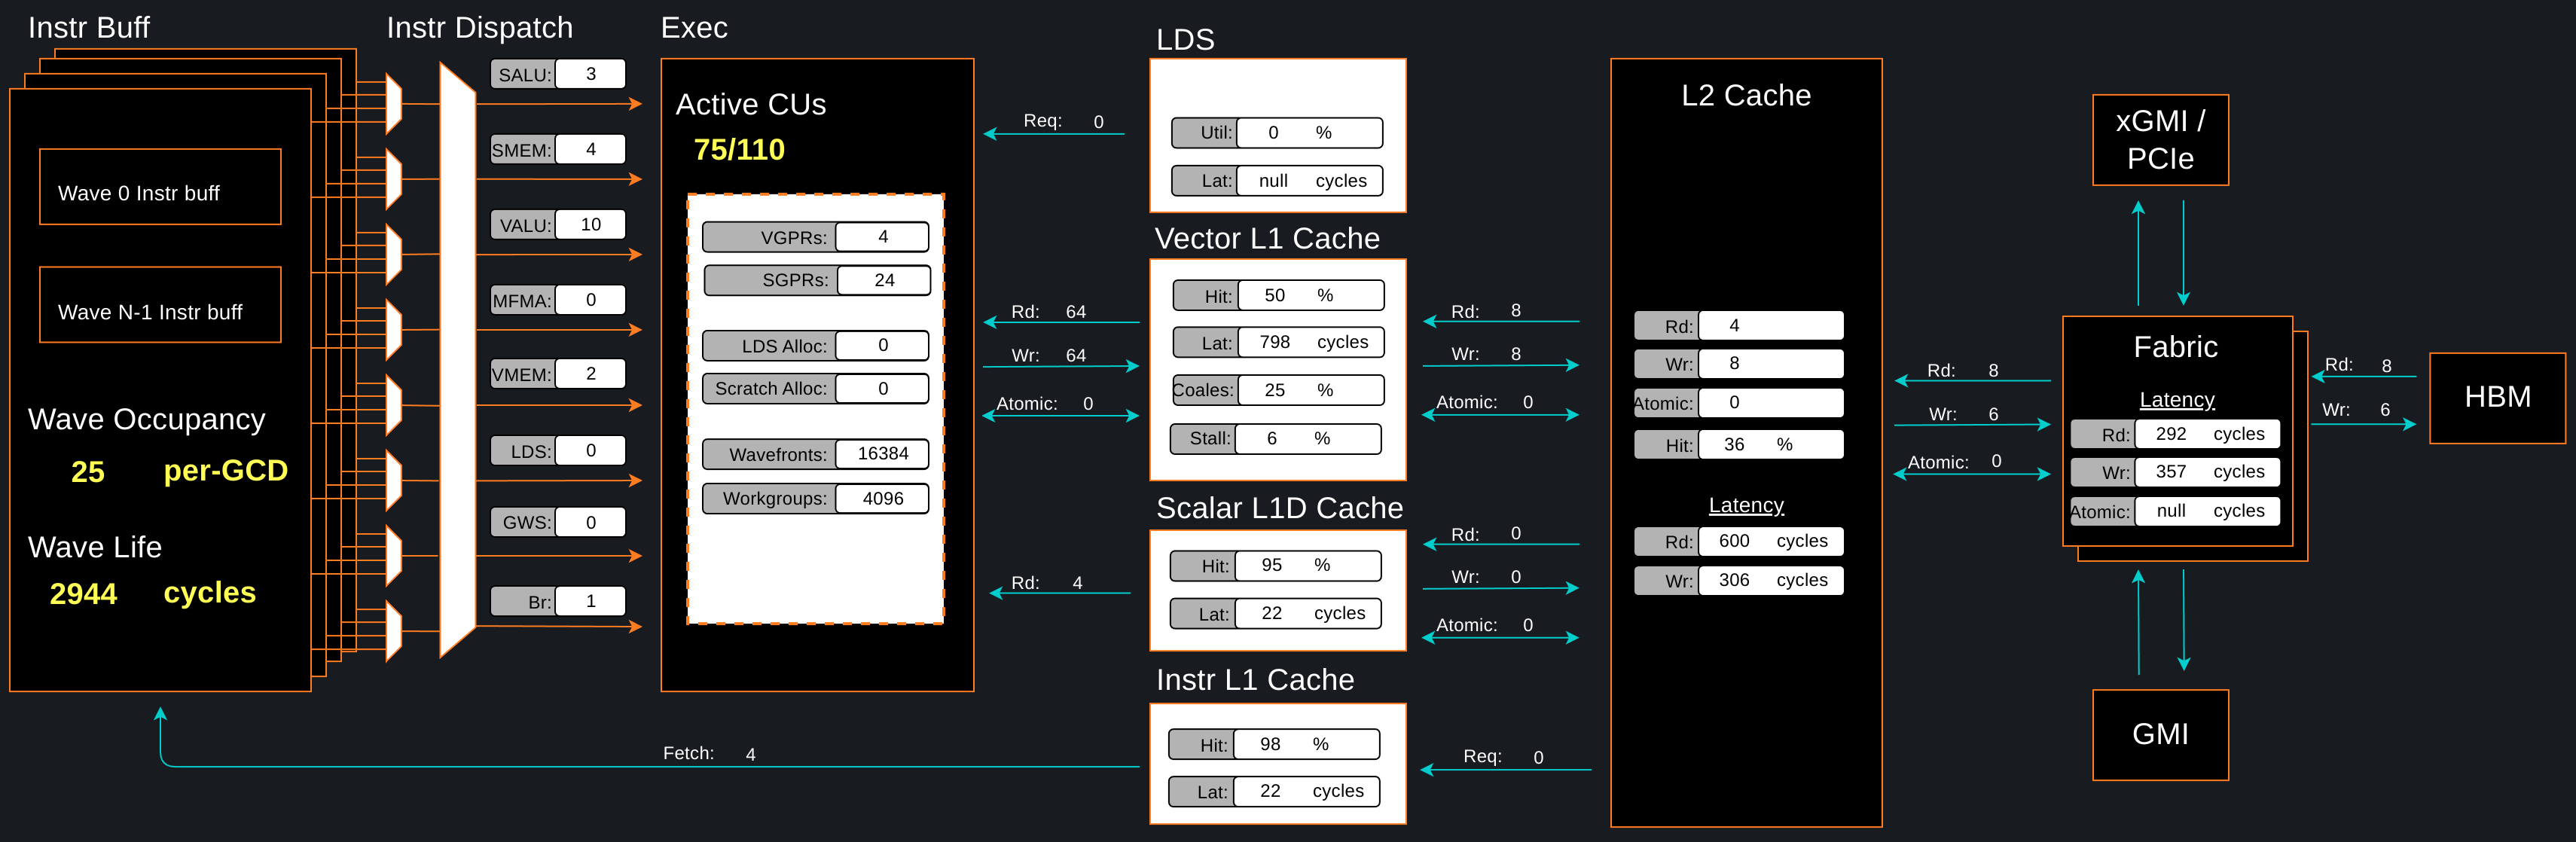 Instr Buff
Wave 0 Instr buff
Wave N-1 Instr buff
Wave Occupancy
25 per-GCD
Wave Life
2944 cycles
Instr Dispatch
SALU: 3
SMEM: 4
VALU: 10
MFMA: 0
VMEM: 2
LDS: 0
GWS: 0
Br: 1
Exec
Active CUs
75/110
VGPRs: 4
SGPRs: 24
LDS Alloc: 0
Scratch Alloc: 0
Wavefronts: 16384
Workgroups: 4096
Fetch: 4
Req: 0
Rd: 64
Wr: 64
Atomic: 0
Rd: 4
LDS
Util: 0 %
Lat: null cycles
Vector L1 Cache
Hit: 50 %
Lat: 798 cycles
Coales: 25 %
Stall: 6 %
Scalar L1D Cache
Hit: 95 %
Lat: 22 cycles
Instr L1 Cache
Hit: 98 %
Lat: 22 cycles
Rd: 8
Wr: 8
Atomic: 0
Rd: 0
Wr: 0
Atomic: 0
Req: 0
L2 Cache
Rd: 4
Wr: 8
Atomic: 0
Hit: 36 %
Latency
Rd: 600 cycles
Wr: 306 cycles
Rd: 8
Wr: 6
Atomic: 0
xGMI /
PCIe
Fabric
Latency
Rd: 292 cycles
Wr: 357 cycles
Atomic: null cycles
GMI
Rd: 8
Wr: 6
HBM